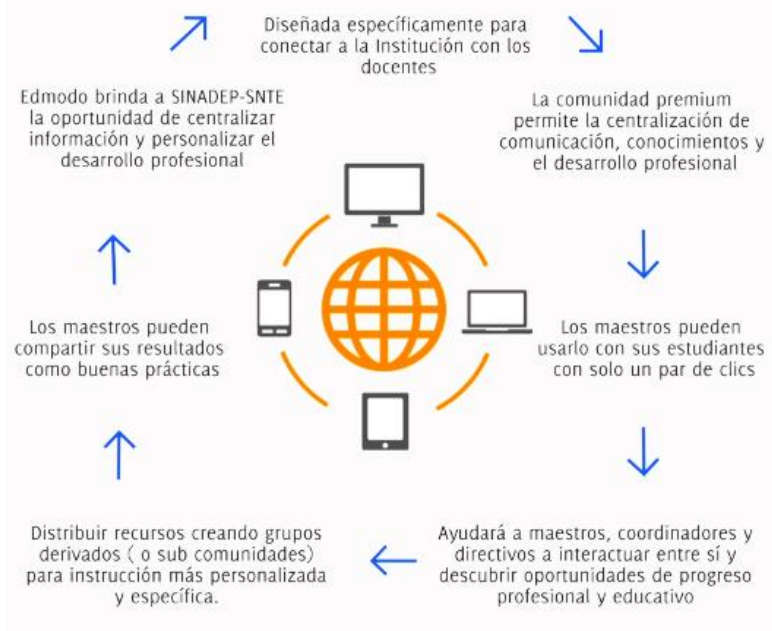 Diseñada específicamente para
conectar a la Institución con los
docentes
La comunidad premium
permite la centralización de
comunicación, conocimientos y
el desarrollo profesional
Los maestros pueden
usarlo con sus estudiantes
con solo un par de clics
Ayudará a maestros, coordinadores y
directivos a interactuar entre sí y
descubrir oportunidades de progreso
profesional y educativo
Distribuir recursos creando grupos
derivados ( o sub comunidades)
para instrucción más personalizada
y específica.
Los maestros pueden
compartir sus resultados
como buenas prácticas
Edmodo brinda a SINADEP-SNTE
la oportunidad de centralizar
información y personalizar el
desarrollo profesional